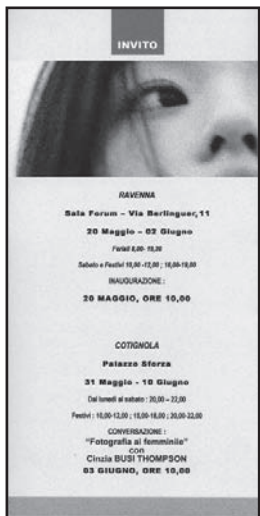 INVITO
RAVENNA
Sala Forum – Via Berlinguer, 11
20 Maggio – 02 Giugno
Feriali 8,00- 19,00
Sabato e Festivi 10,00 -12,00 ; 16,00-19,00
INAUGURAZIONE :
20 MAGGIO, ORE 10,00
COTIGNOLA
Palazzo Sforza
31 Maggio - 10 Giugno
Dal lunedì al sabato : 20,00 – 22,00
Festivi : 10,00-12,00 ; 15,00-18,00 ; 20,00-22,00
CONVERSAZIONE :
"Fotografia al femminile"
con
Cinzia BUSI THOMPSON
03 GIUGNO, ORE 10,00